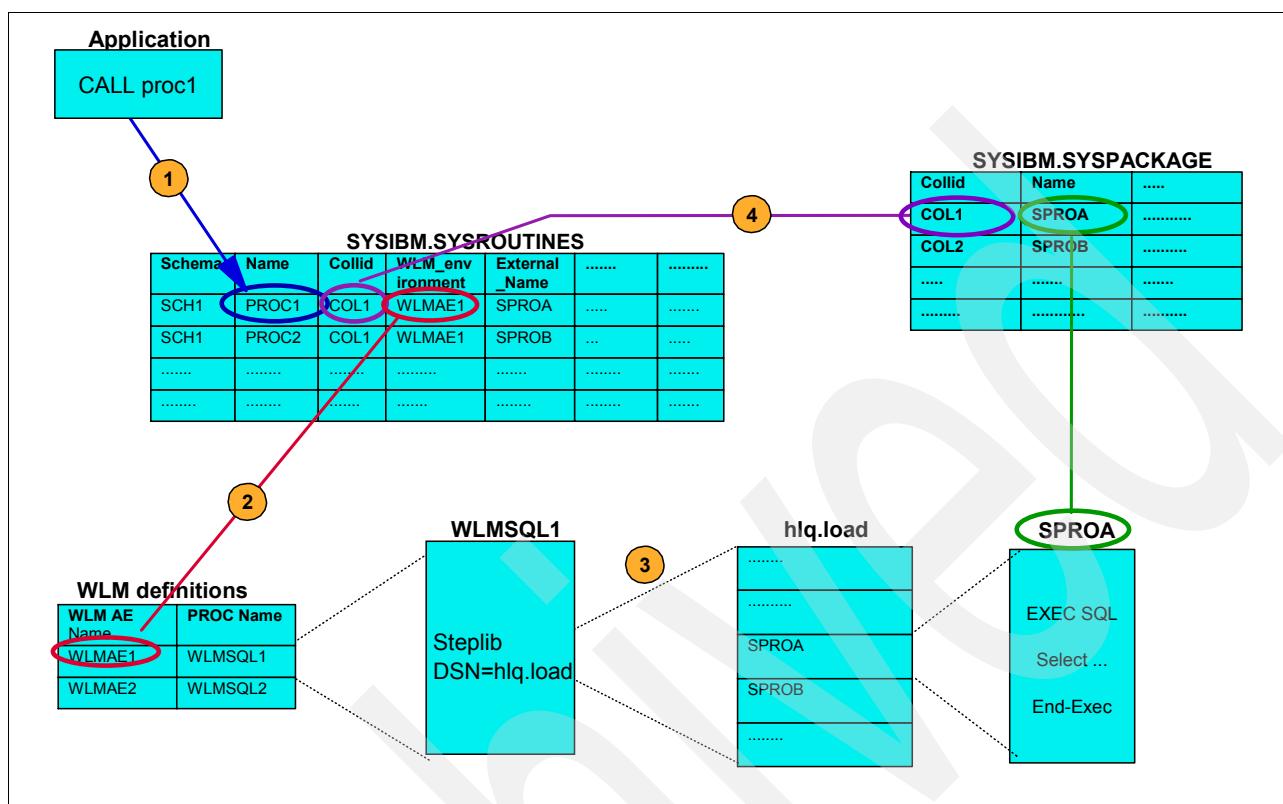 Application
CALL proc1
1
SYSIBM.SYSPACKAGE
Collid Name .....
COL1 SPROA ...........
COL2 SPROB ..........
..... ....... ......
......... ............ ..........
4
SYSIBM.SYSROUTINES
Schema Name Collid WLM_env External ....... .........
ironment _Name
SCH1 PROC1 COL1 WLMAE1 SPROA ..... .......
SCH1 PROC2 COL1 WLMAE1 SPROB ... .....
....... ........ ....... ......... ........ ........ .......
........ ........ ....... ....... ........ ........ .......
2
WLM definitions
WLM AE PROC Name
Name
WLMAE1 WLMSQL1
WLMAE2 WLMSQL2
WLMSQL1
Steplib
DSN=hlq.load
3
hlq.load
........
..........
SPROA
SPROB
........
SPROA
EXEC SQL
Select ...
End-Exec